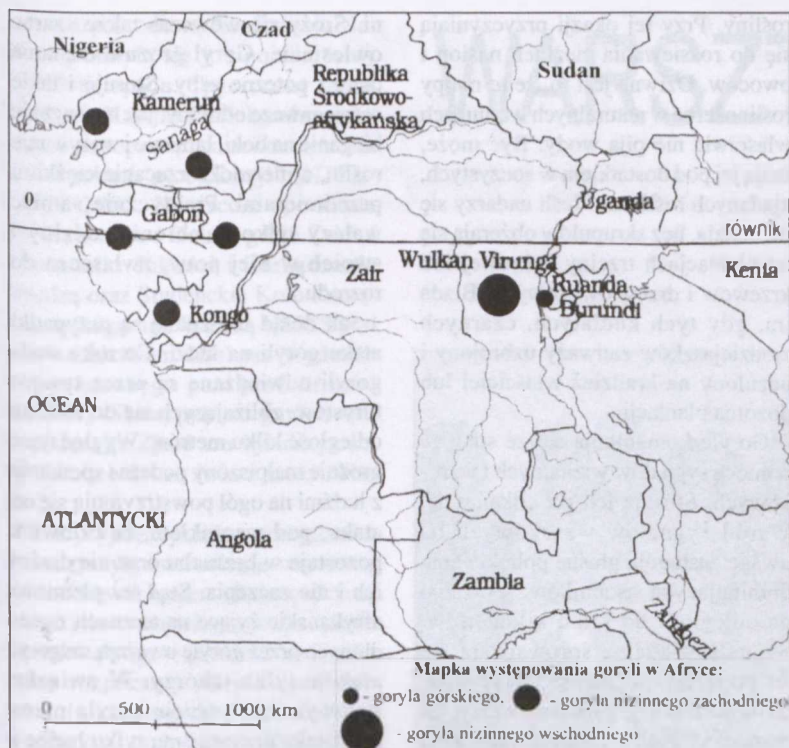 Nigeria
Czad
Kamerun
Sanaga
Republika
Środkowo-
afrykańska
Sudan
0
Gabon
Uganda
równik
Kenia
Wulkan Virunga
Zair
Ruanda
Burundi
Kongo
OCEAN
ATLANTYCKI
Angola
Zambia
Zambezi
Mapka występowania goryli w Afryce:
- goryla górskiego
- goryla nizinnego zachodniego
- goryla nizinnego wschodniego
0 500 1000 km